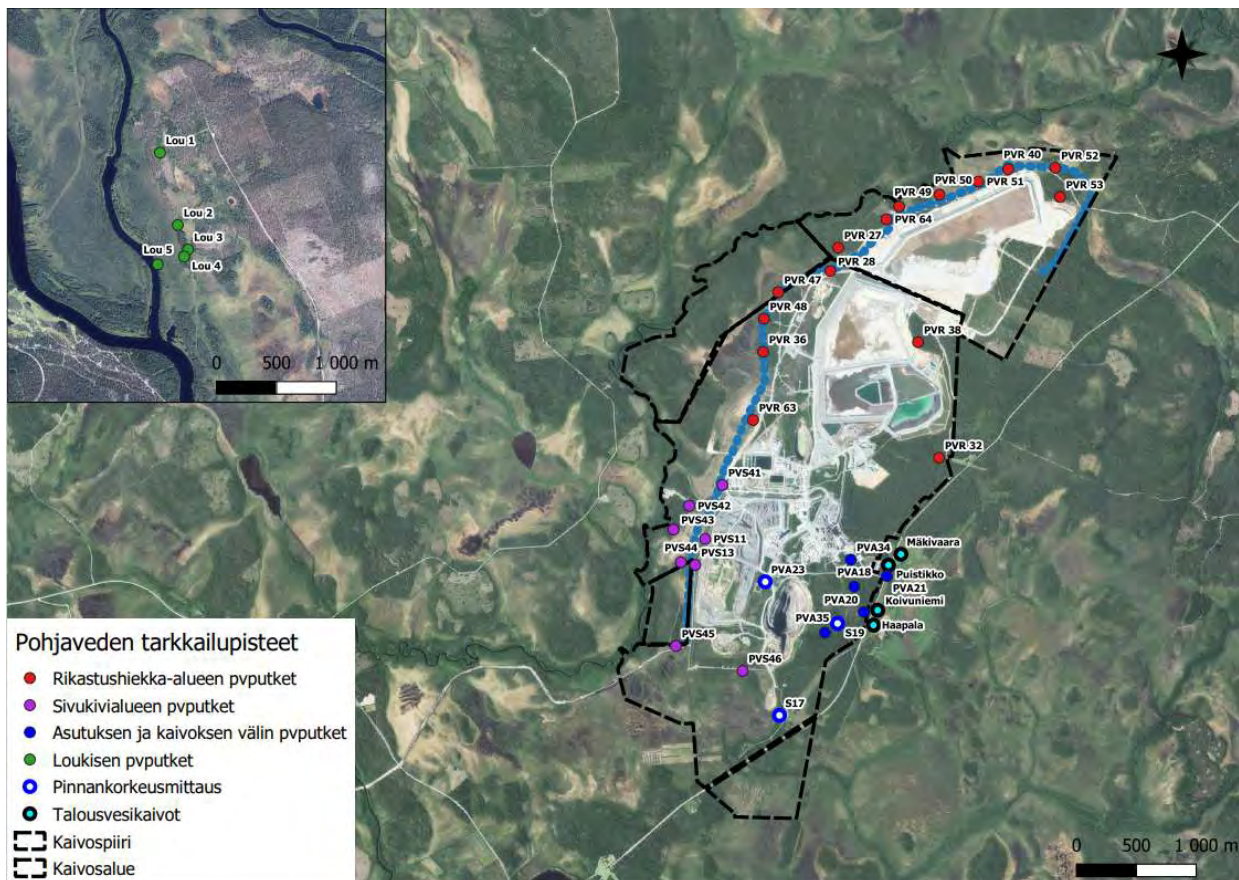 Lou 1
Lou 2
Lou 3
Lou 5
Lou 4
0 500 1 000 m
PVR 40
PVR 52
PVR 50
PVR 51
PVR 49
PVR 53
PVR 64
PVR 27
PVR 28
PVR 47
PVR 48
PVR 38
PVR 36
PVR 63
PVR 32
PVS41
PVS42
PVS43
PVS11
PVS44
PVS13
PVA34
Mäkivaara
PVA23
PVA18
Puistikko
PVA21
PVA20
Koivuniemi
PVA35
Haapala
S19
PVS45
PVS46
S17
Pohjaveden tarkkailupisteet
Rikastushiekka-alueen pvputket
Sivukivialueen pvputket
Asutuksen ja kaivoksen välin pvputket
Loukisen pvputket
Pinnankorkeusmittaus
Talousvesikaivot
Kaivospiiri
Kaivosalue
0 500 1 000 m